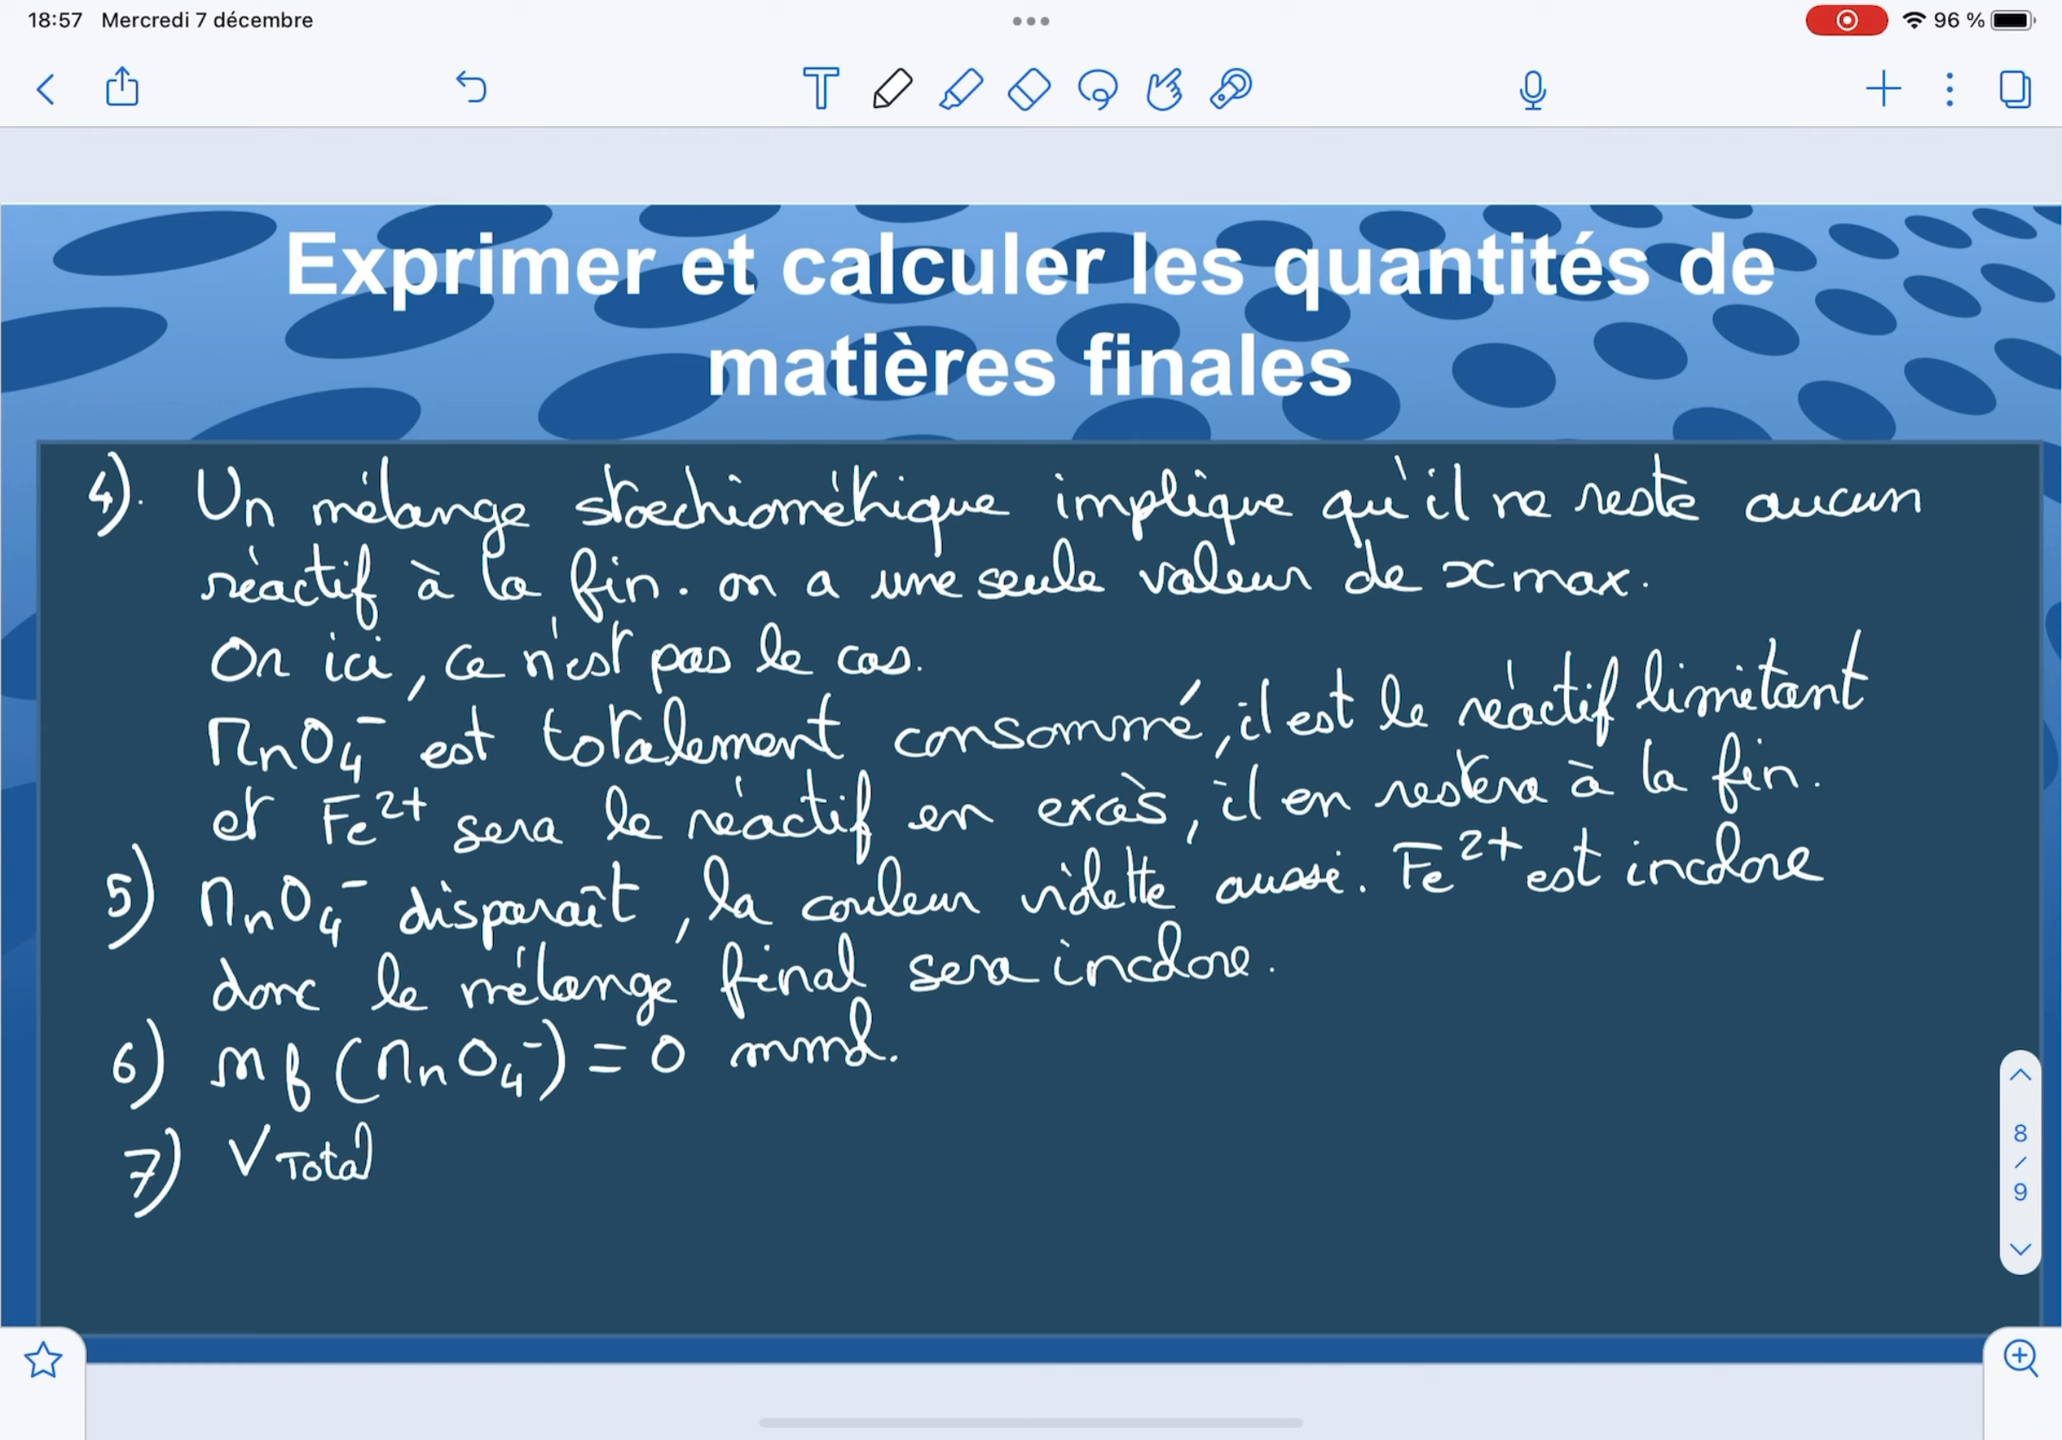 18:57 Mercredi 7 décembre
96 %
Exprimer et calculer les quantités de
matières finales
4). Un mélange stoechiométrique implique qu'il ne reste aucun
réactif à la fin. on a une seule valeur de xmax.
Or ici, ce n'est pas le cas.
MnO4⁻ est totalement consommé, il est le réactif limitant
et Fe²⁺ sera le réactif en excès, il en restera à la fin.
5) MnO4⁻ disparaît, la couleur violette aussi. Fe²⁺ est incolore
donc le mélange final sera incolore.
6) nf (MnO4⁻) = 0 mmol.
7) VTotal
8
/
9